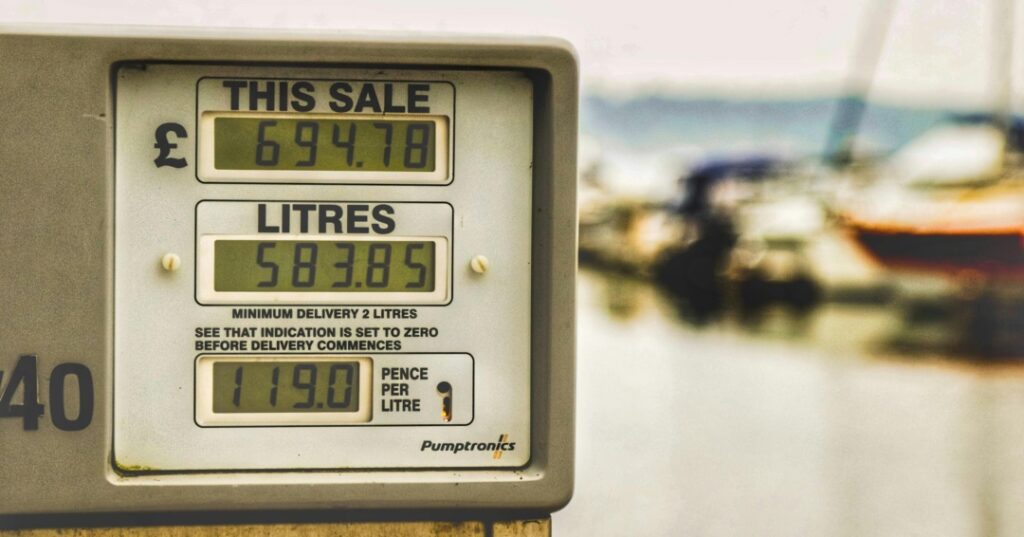 THIS SALE
£ 694.78
LITRES
583.85
MINIMUM DELIVERY 2 LITRES
SEE THAT INDICATION IS SET TO ZERO
BEFORE DELIVERY COMMENCES
119.0
PENCE
PER
LITRE
40
Pumptronics